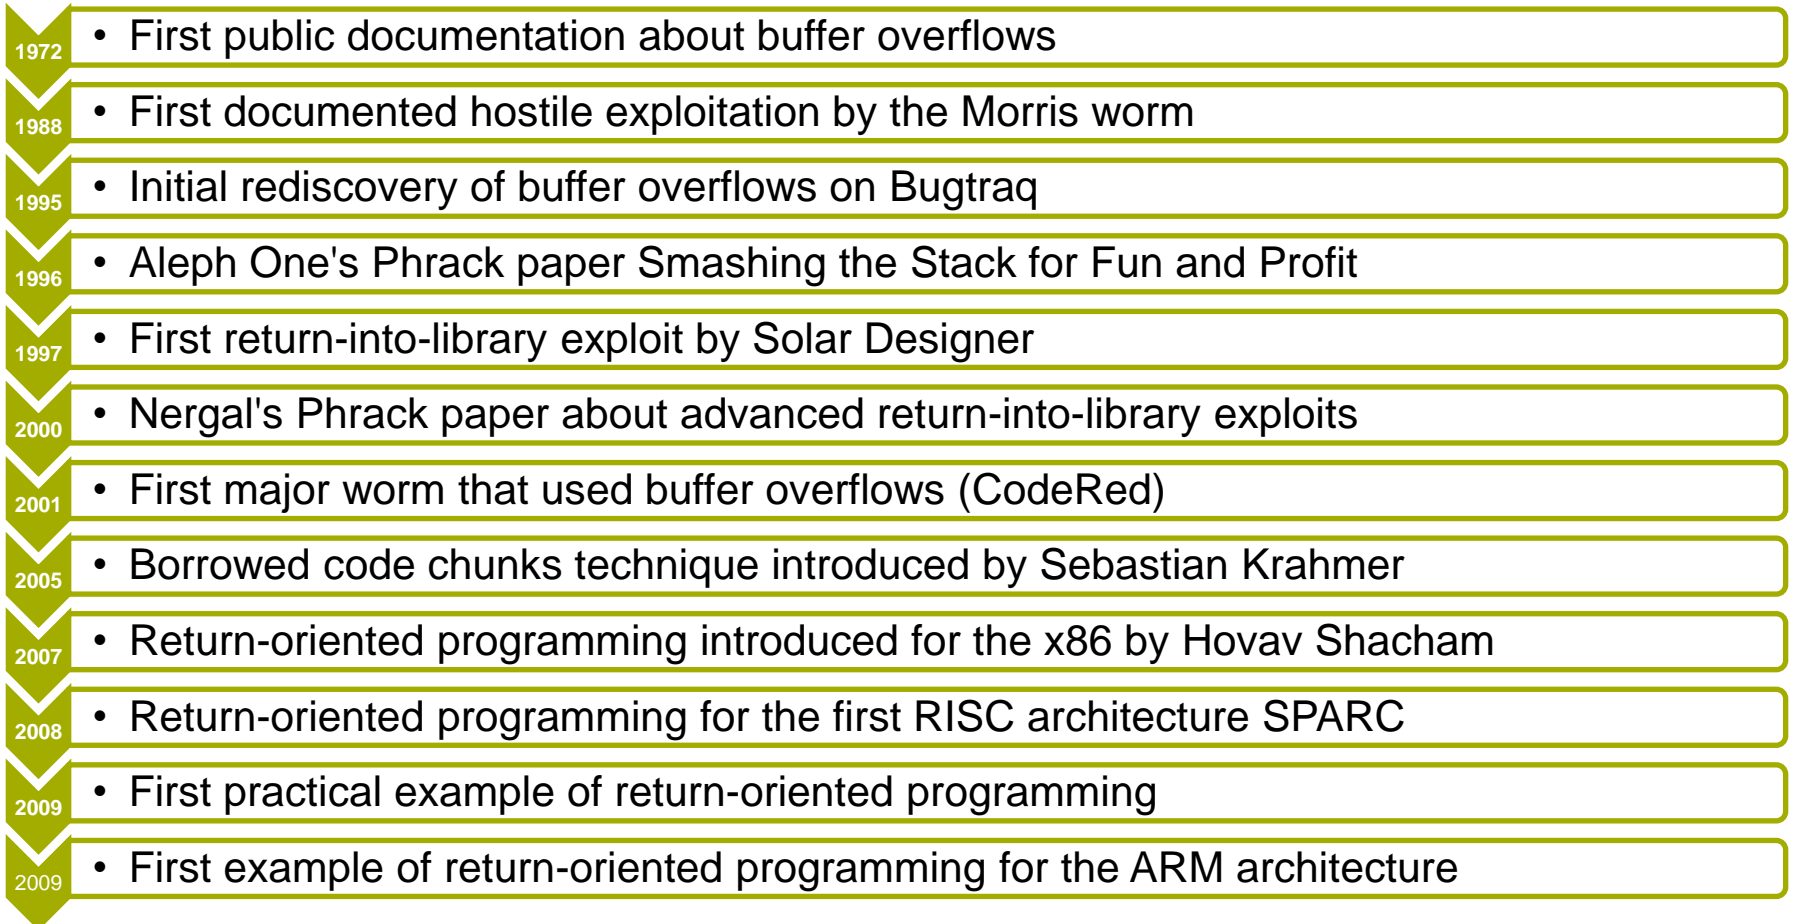 1972 • First public documentation about buffer overflows
1988 • First documented hostile exploitation by the Morris worm
1995 • Initial rediscovery of buffer overflows on Bugtraq
1996 • Aleph One's Phrack paper Smashing the Stack for Fun and Profit
1997 • First return-into-library exploit by Solar Designer
2000 • Nergal's Phrack paper about advanced return-into-library exploits
2001 • First major worm that used buffer overflows (CodeRed)
2005 • Borrowed code chunks technique introduced by Sebastian Krahmer
2007 • Return-oriented programming introduced for the x86 by Hovav Shacham
2008 • Return-oriented programming for the first RISC architecture SPARC
2009 • First practical example of return-oriented programming
2009 • First example of return-oriented programming for the ARM architecture